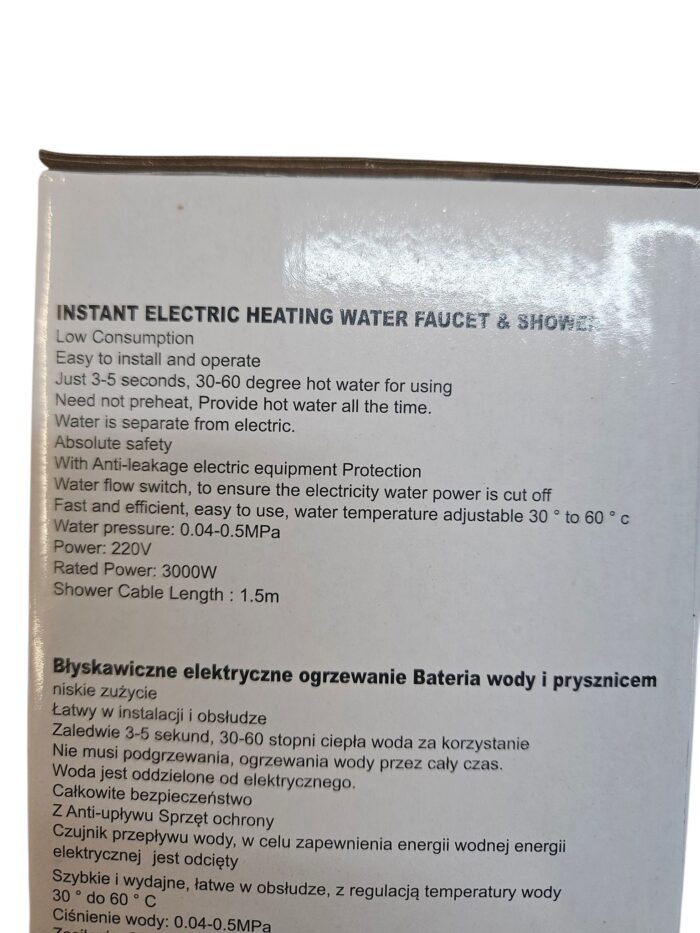 INSTANT ELECTRIC HEATING WATER FAUCET & SHOWER
Low Consumption
Easy to install and operate
Just 3-5 seconds, 30-60 degree hot water for using
Need not preheat, Provide hot water all the time.
Water is separate from electric.
Absolute safety
With Anti-leakage electric equipment Protection
Water flow switch, to ensure the electricity water power is cut off
Fast and efficient, easy to use, water temperature adjustable 30 ° to 60 ° c
Water pressure: 0.04-0.5MPa
Power: 220V
Rated Power: 3000W
Shower Cable Length : 1.5m
Błyskawiczne elektryczne ogrzewanie Bateria wody i prysznicem
niskie zużycie
Łatwy w instalacji i obsłudze
Zaledwie 3-5 sekund, 30-60 stopni ciepła woda za korzystanie
Nie musi podgrzewania, ogrzewania wody przez cały czas.
Woda jest oddzielone od elektrycznego.
Całkowite bezpieczeństwo
Z Anti-upływu Sprzęt ochrony
Czujnik przepływu wody, w celu zapewnienia energii wodnej energii
elektrycznej jest odcięty
Szybkie i wydajne, łatwe w obsłudze, z regulacją temperatury wody
30 ° do 60 ° C
Ciśnienie wody: 0.04-0.5MPa